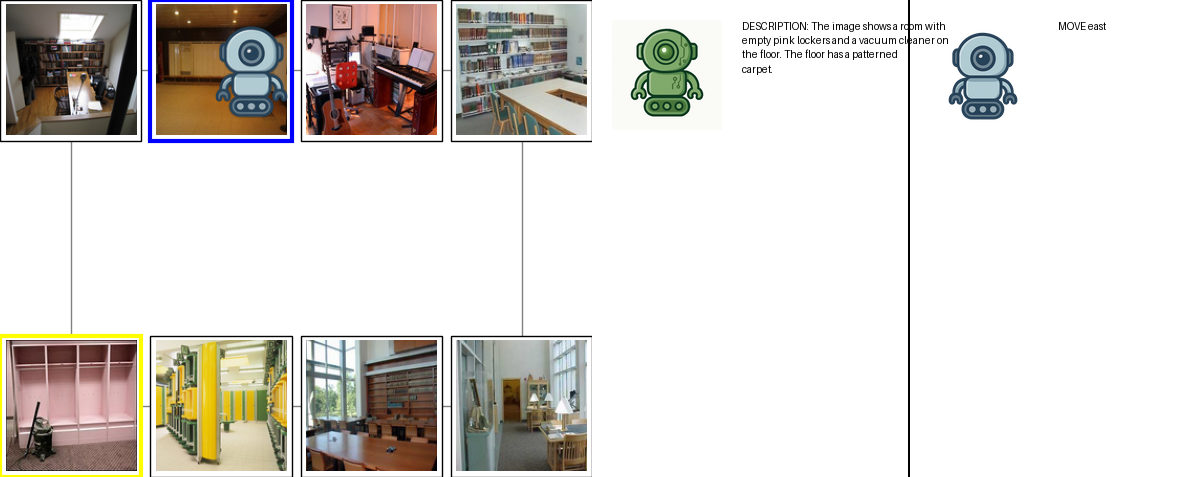 DESCRIPTION: The image shows a room with
empty pink lockers and a vacuum cleaner on
the floor. The floor has a patterned
carpet.
MOVE east